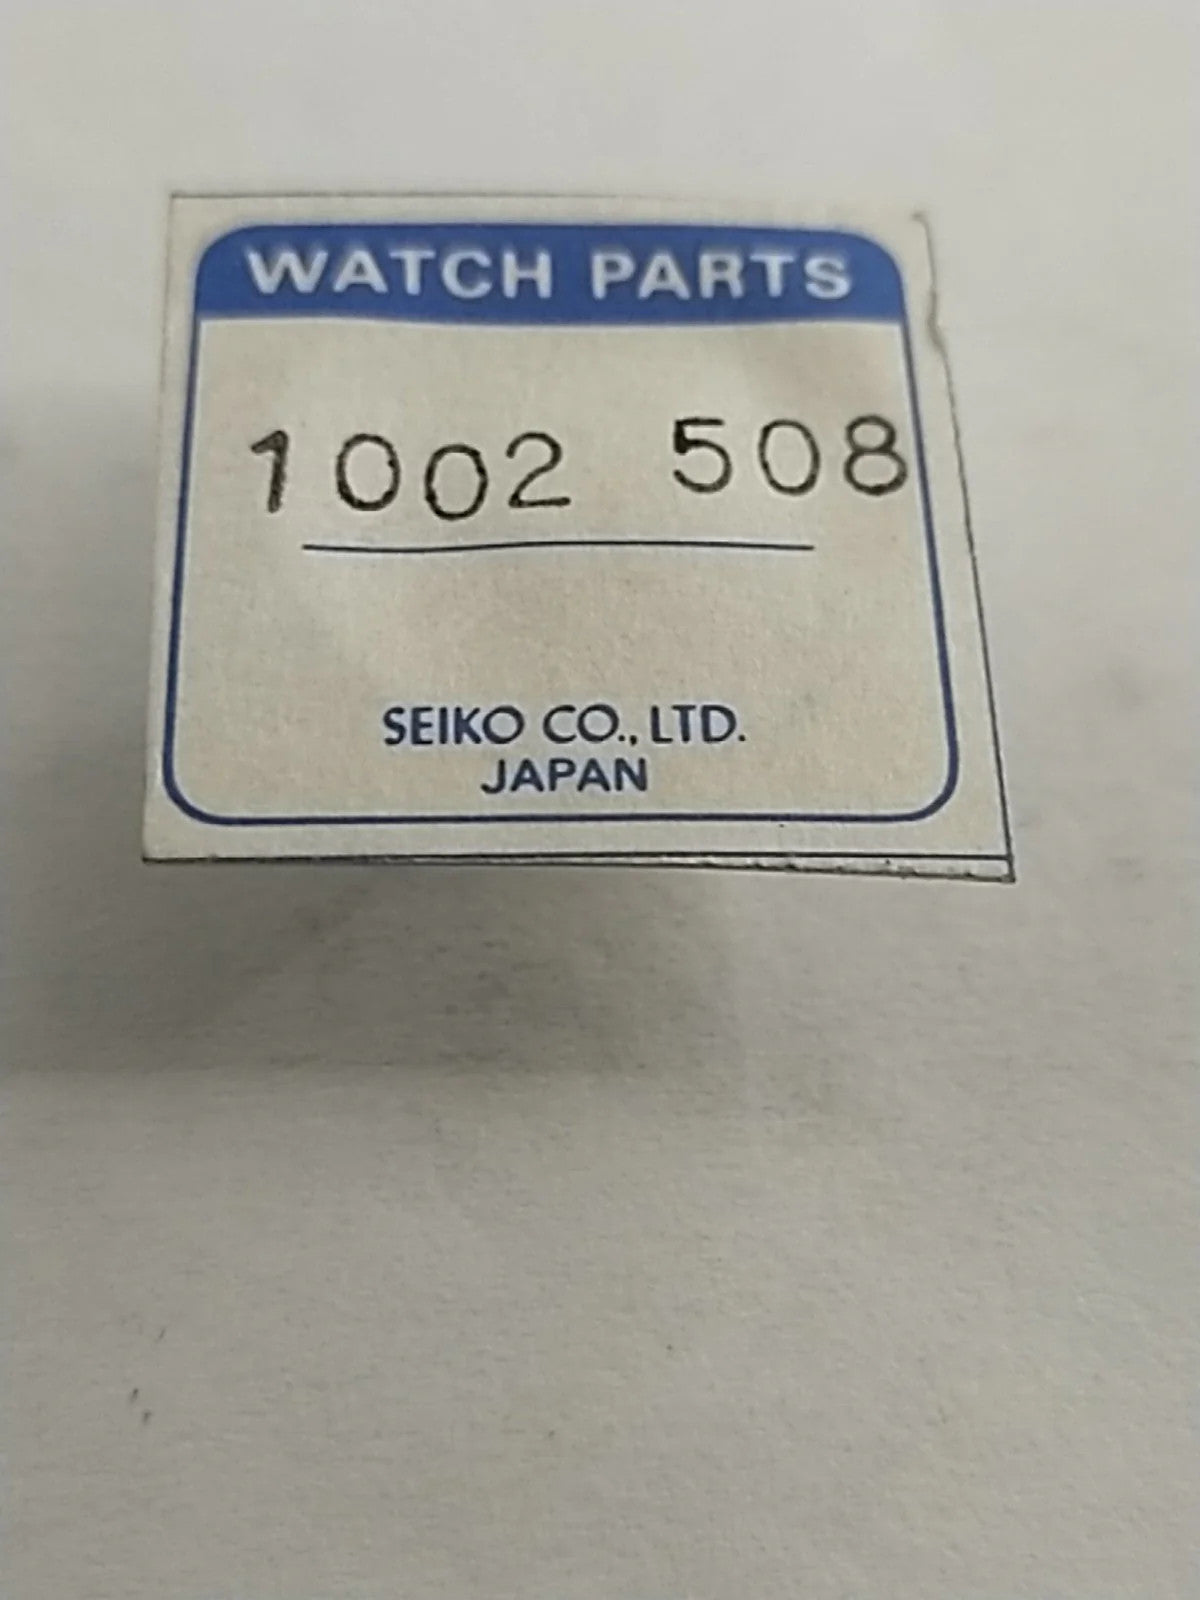 WATCH PARTS
1002 508
SEIKO CO., LTD.
JAPAN